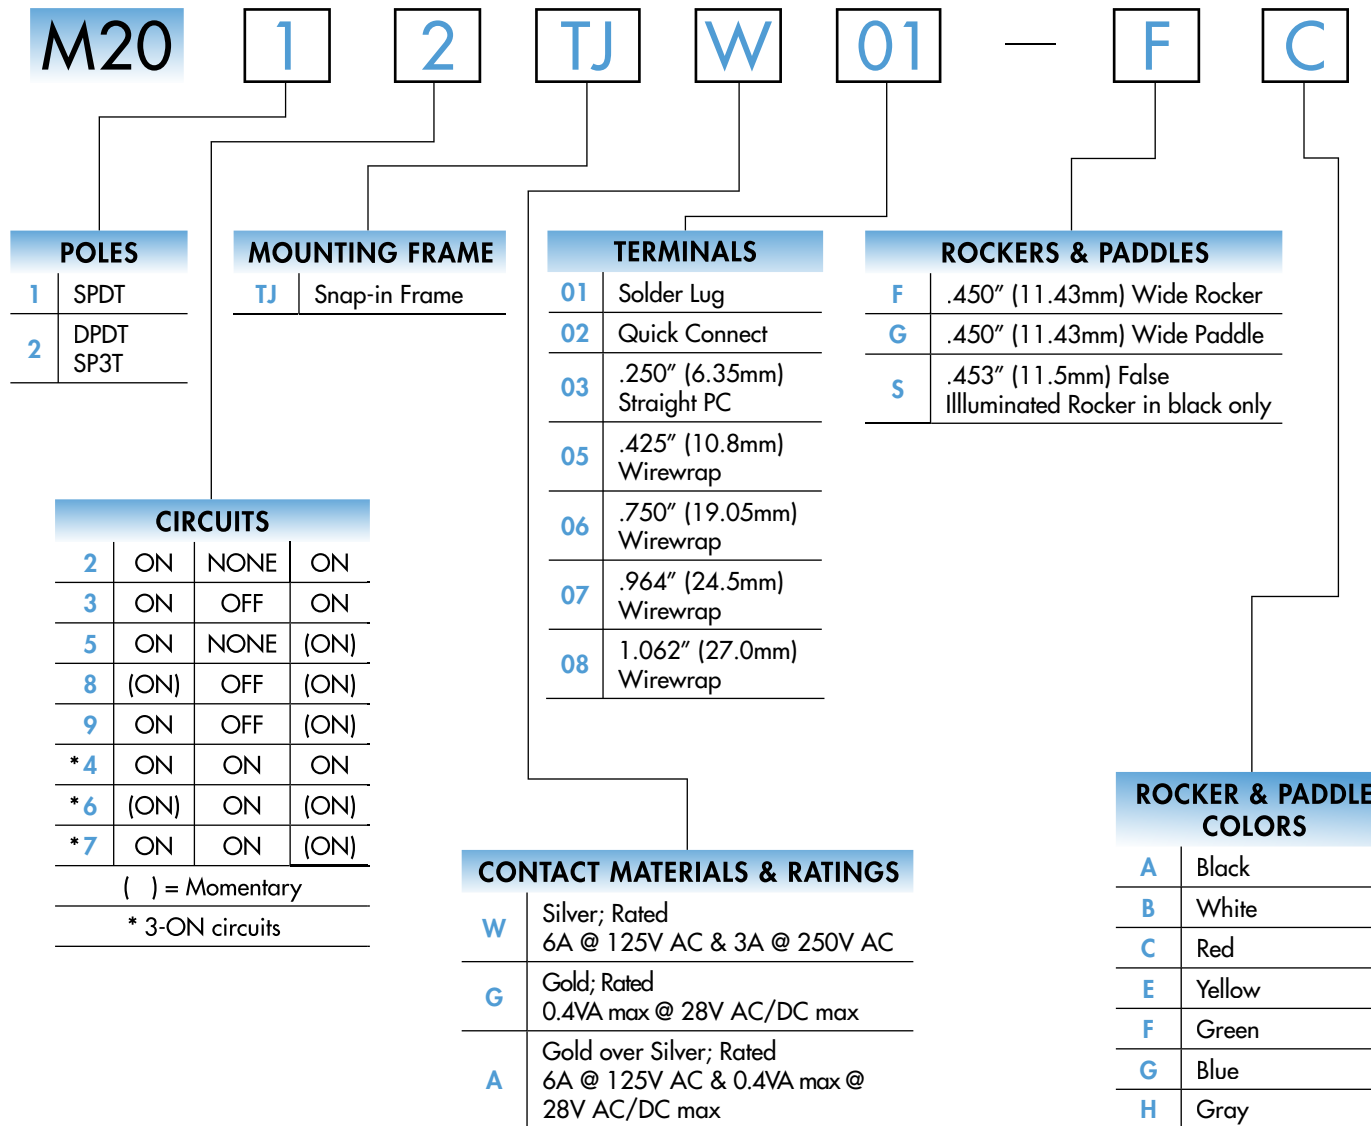 M20 1 2 TJ W 01 — F C
POLES
1 SPDT
2 DPDT
SP3T
MOUNTING FRAME
TJ Snap-in Frame
TERMINALS
01 Solder Lug
02 Quick Connect
03 .250" (6.35mm)
Straight PC
05 .425" (10.8mm)
Wirewrap
06 .750" (19.05mm)
Wirewrap
07 .964" (24.5mm)
Wirewrap
08 1.062" (27.0mm)
Wirewrap
ROCKERS & PADDLES
F .450" (11.43mm) Wide Rocker
G .450" (11.43mm) Wide Paddle
S .453" (11.5mm) False
Illluminated Rocker in black only
CIRCUITS
2 ON NONE ON
3 ON OFF ON
5 ON NONE (ON)
8 (ON) OFF (ON)
9 ON OFF (ON)
*4 ON ON ON
*6 (ON) ON (ON)
*7 ON ON (ON)
( ) = Momentary
* 3-ON circuits
CONTACT MATERIALS & RATINGS
W Silver; Rated
6A @ 125V AC & 3A @ 250V AC
G Gold; Rated
0.4VA max @ 28V AC/DC max
A Gold over Silver; Rated
6A @ 125V AC & 0.4VA max @
28V AC/DC max
ROCKER & PADDLE
COLORS
A Black
B White
C Red
E Yellow
F Green
G Blue
H Gray